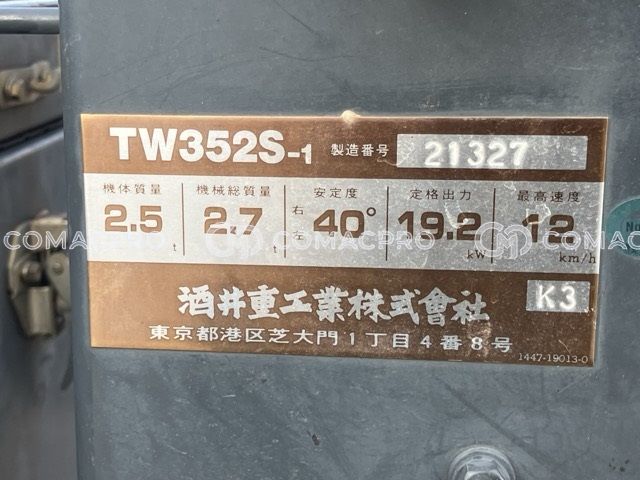 TW352S-1 製造番号 21327
機体質量 機械総質量 安定度 定格出力 最高速度
2.5 t 2.7 t 右 左 40° 19.2 kW 12 km/h
COMACPRO COMACPRO COMACPRO
酒井重工業株式會社 K3
東京都港区芝大門1丁目4番8号
1447-19013-0